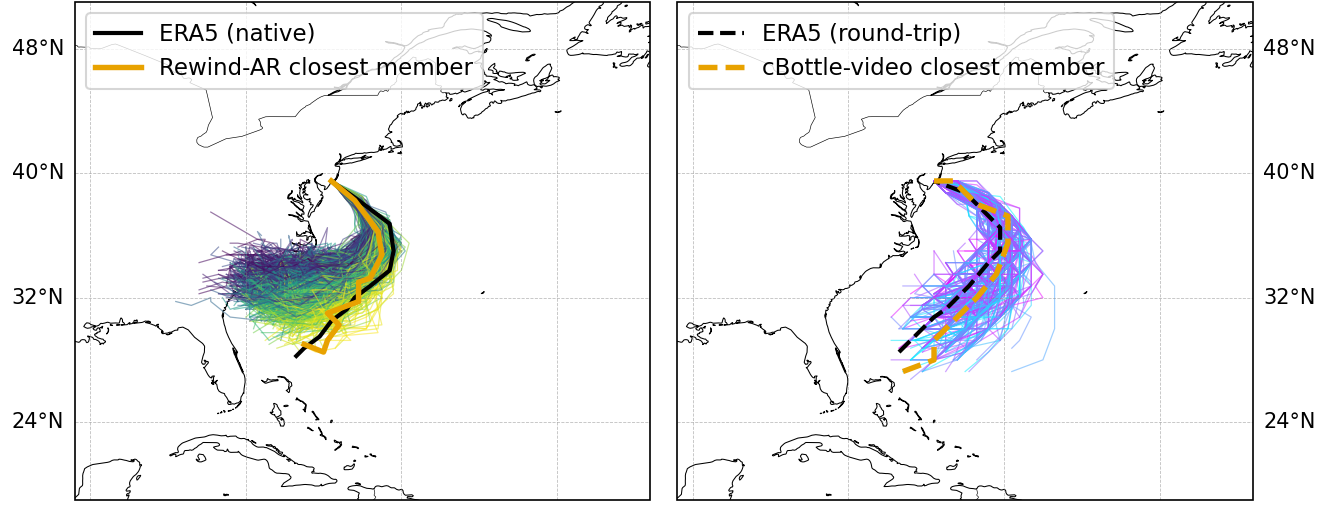 ERA5 (native)
Rewind-AR closest member
ERA5 (round-trip)
cBottle-video closest member
48°N
40°N
32°N
24°N
48°N
40°N
32°N
24°N